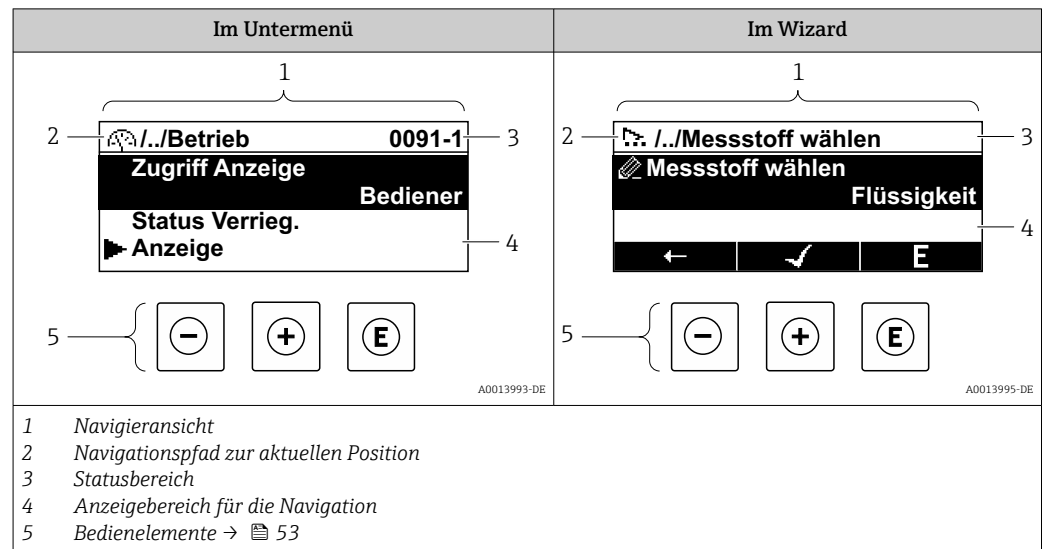 Im Untermenü
Im Wizard
1
2
/../Betrieb 0091-1
3
Zugriff Anzeige
Bediener
Status Verrieg.
Anzeige
4
5
- + E
A0013993-DE
1
2
/../Messstoff wählen
3
Messstoff wählen
Flüssigkeit
4
← ✓ E
5
- + E
A0013995-DE
1 Navigieransicht
2 Navigationspfad zur aktuellen Position
3 Statusbereich
4 Anzeigebereich für die Navigation
5 Bedienelemente → 53